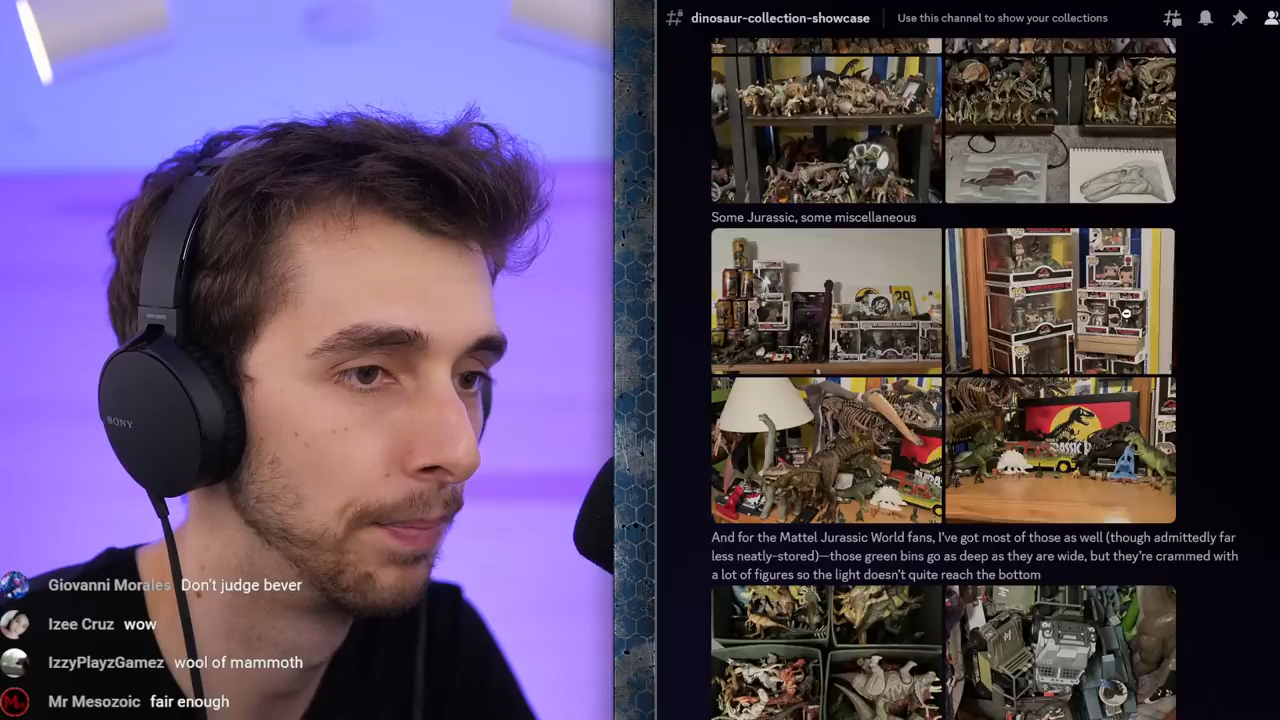 dinosaur-collection-showcase
Use this channel to show your collections
Some Jurassic, some miscellaneous
And for the Mattel Jurassic World fans, I've got most of those as well (though admittedly far
less neatly-stored)—those green bins go as deep as they are wide, but they're crammed with
a lot of figures so the light doesn't quite reach the bottom
SONY
29
JURASSIC
Giovanni Morales Don't judge bever
Izee Cruz wow
IzzyPlayzGamez wool of mammoth
Mr Mesozoic fair enough